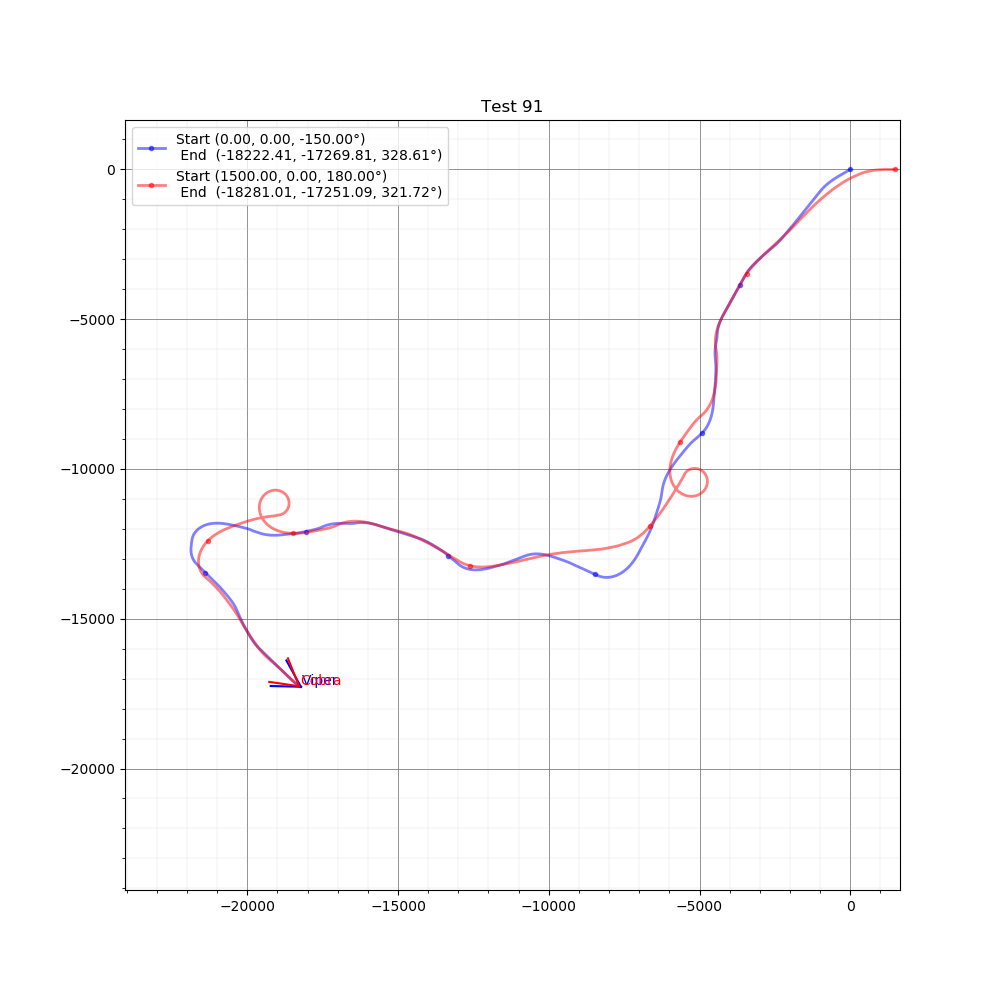 Test 91
Start (0.00, 0.00, -150.00°)
End (-18222.41, -17269.81, 328.61°)
Start (1500.00, 0.00, 180.00°)
End (-18281.01, -17251.09, 321.72°)
0
−5000
−10000
−15000
−20000
−20000
−15000
−10000
−5000
0